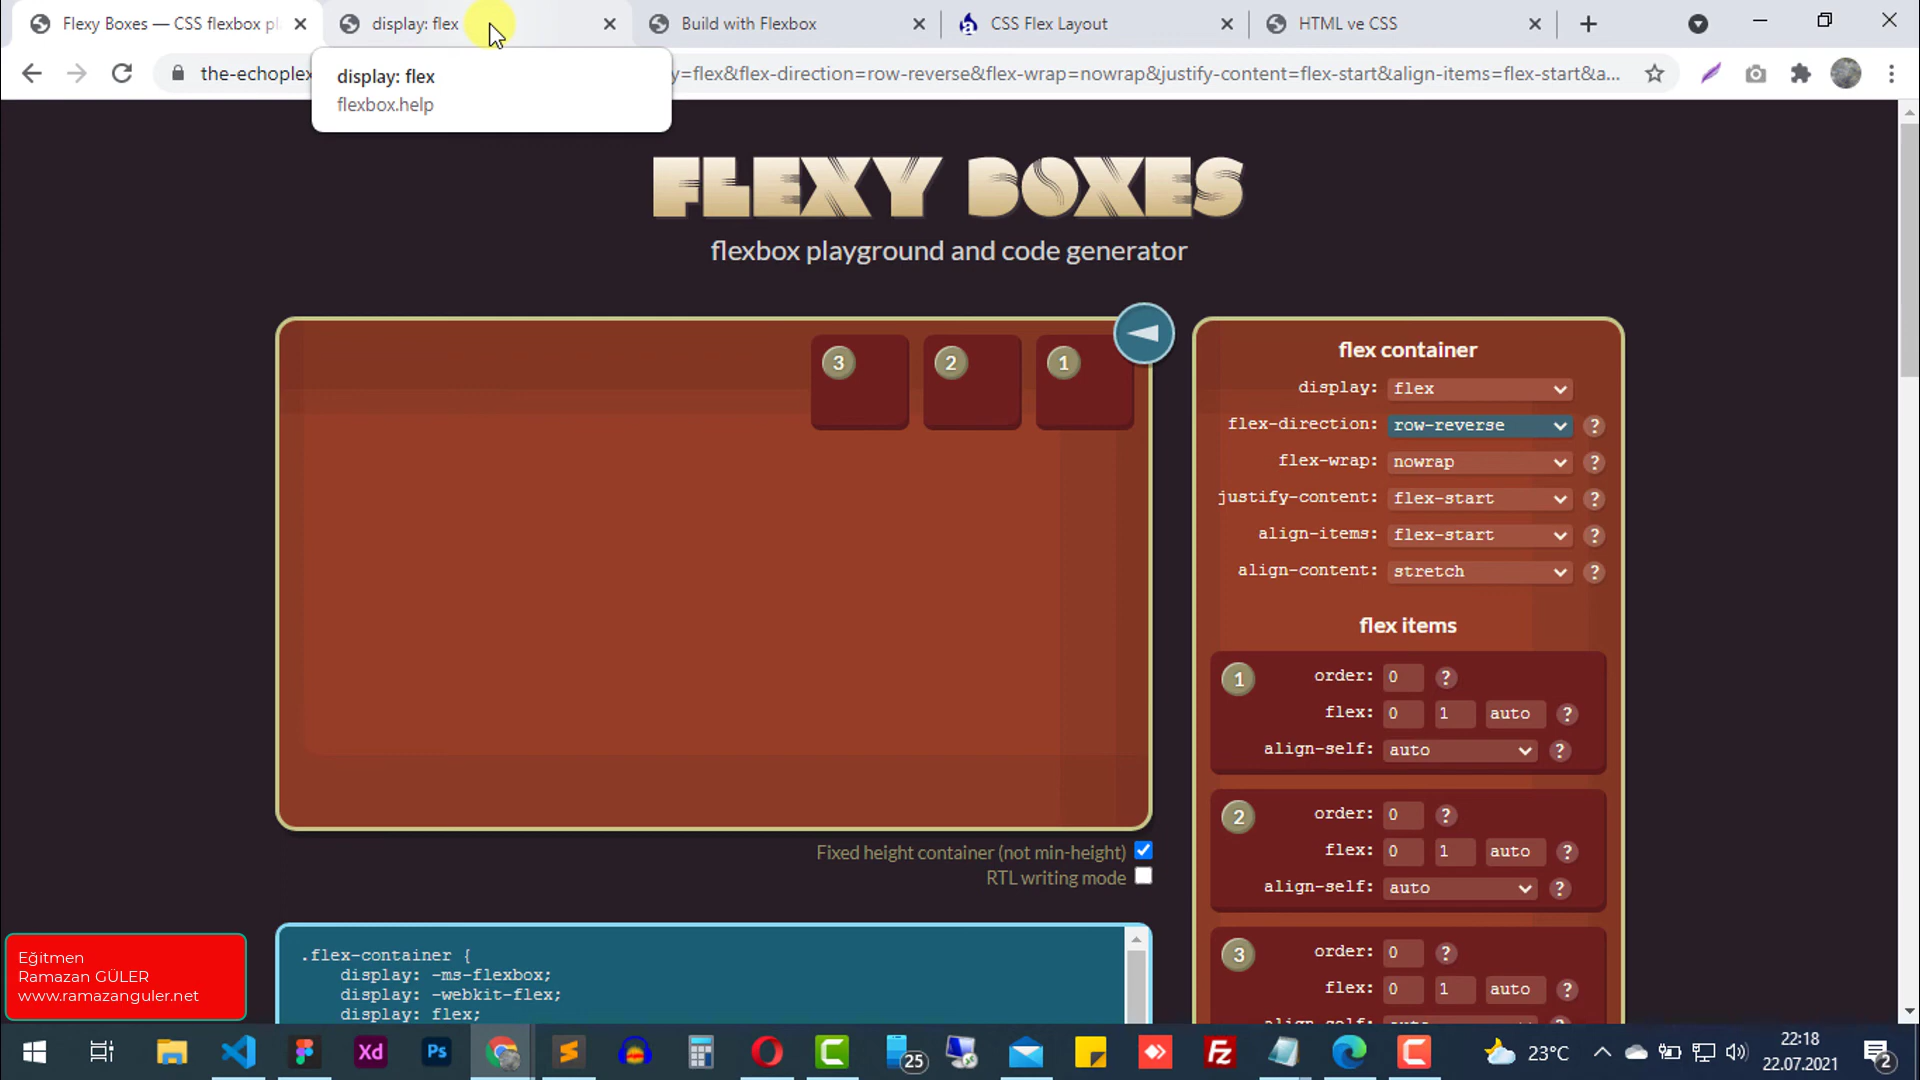 Flexy Boxes — CSS flexbox pl
display: flex
Build with Flexbox
CSS Flex Layout
HTML ve CSS
the-echoplex
y=flex&flex-direction=row-reverse&flex-wrap=nowrap&justify-content=flex-start&align-items=flex-start&a...
display: flex
flexbox.help
FLEXY BOXES
flexbox playground and code generator
3
2
1
flex container
display: flex
flex-direction: row-reverse ?
flex-wrap: nowrap ?
justify-content: flex-start ?
align-items: flex-start ?
align-content: stretch ?
flex items
1
order: 0 ?
flex: 0 1 auto ?
align-self: auto ?
2
order: 0 ?
flex: 0 1 auto ?
align-self: auto ?
3
order: 0 ?
flex: 0 1 auto ?
Fixed height container (not min-height)
RTL writing mode
.flex-container {
display: -ms-flexbox;
display: -webkit-flex;
display: flex;
Eğitmen
Ramazan GÜLER
www.ramazanguler.net
Xd
Ps
25
FZ
23°C
22:18
22.07.2021
2